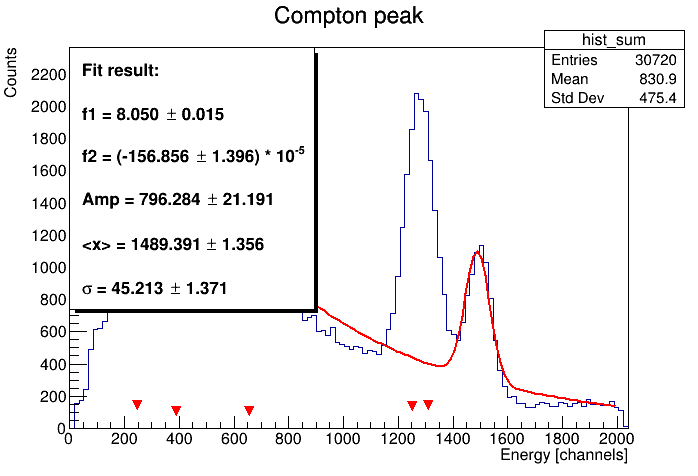 Compton peak
hist_sum
Entries 30720
Mean 830.9
Std Dev 475.4
Counts
Fit result:
f1 = 8.050 ± 0.015
f2 = (-156.856 ± 1.396) * 10-5
Amp = 796.284 ± 21.191
<x> = 1489.391 ± 1.356
σ = 45.213 ± 1.371
2200
2000
1800
1600
1400
1200
1000
800
600
400
200
0
0 200 400 600 800 1000 1200 1400 1600 1800 2000
Energy [channels]